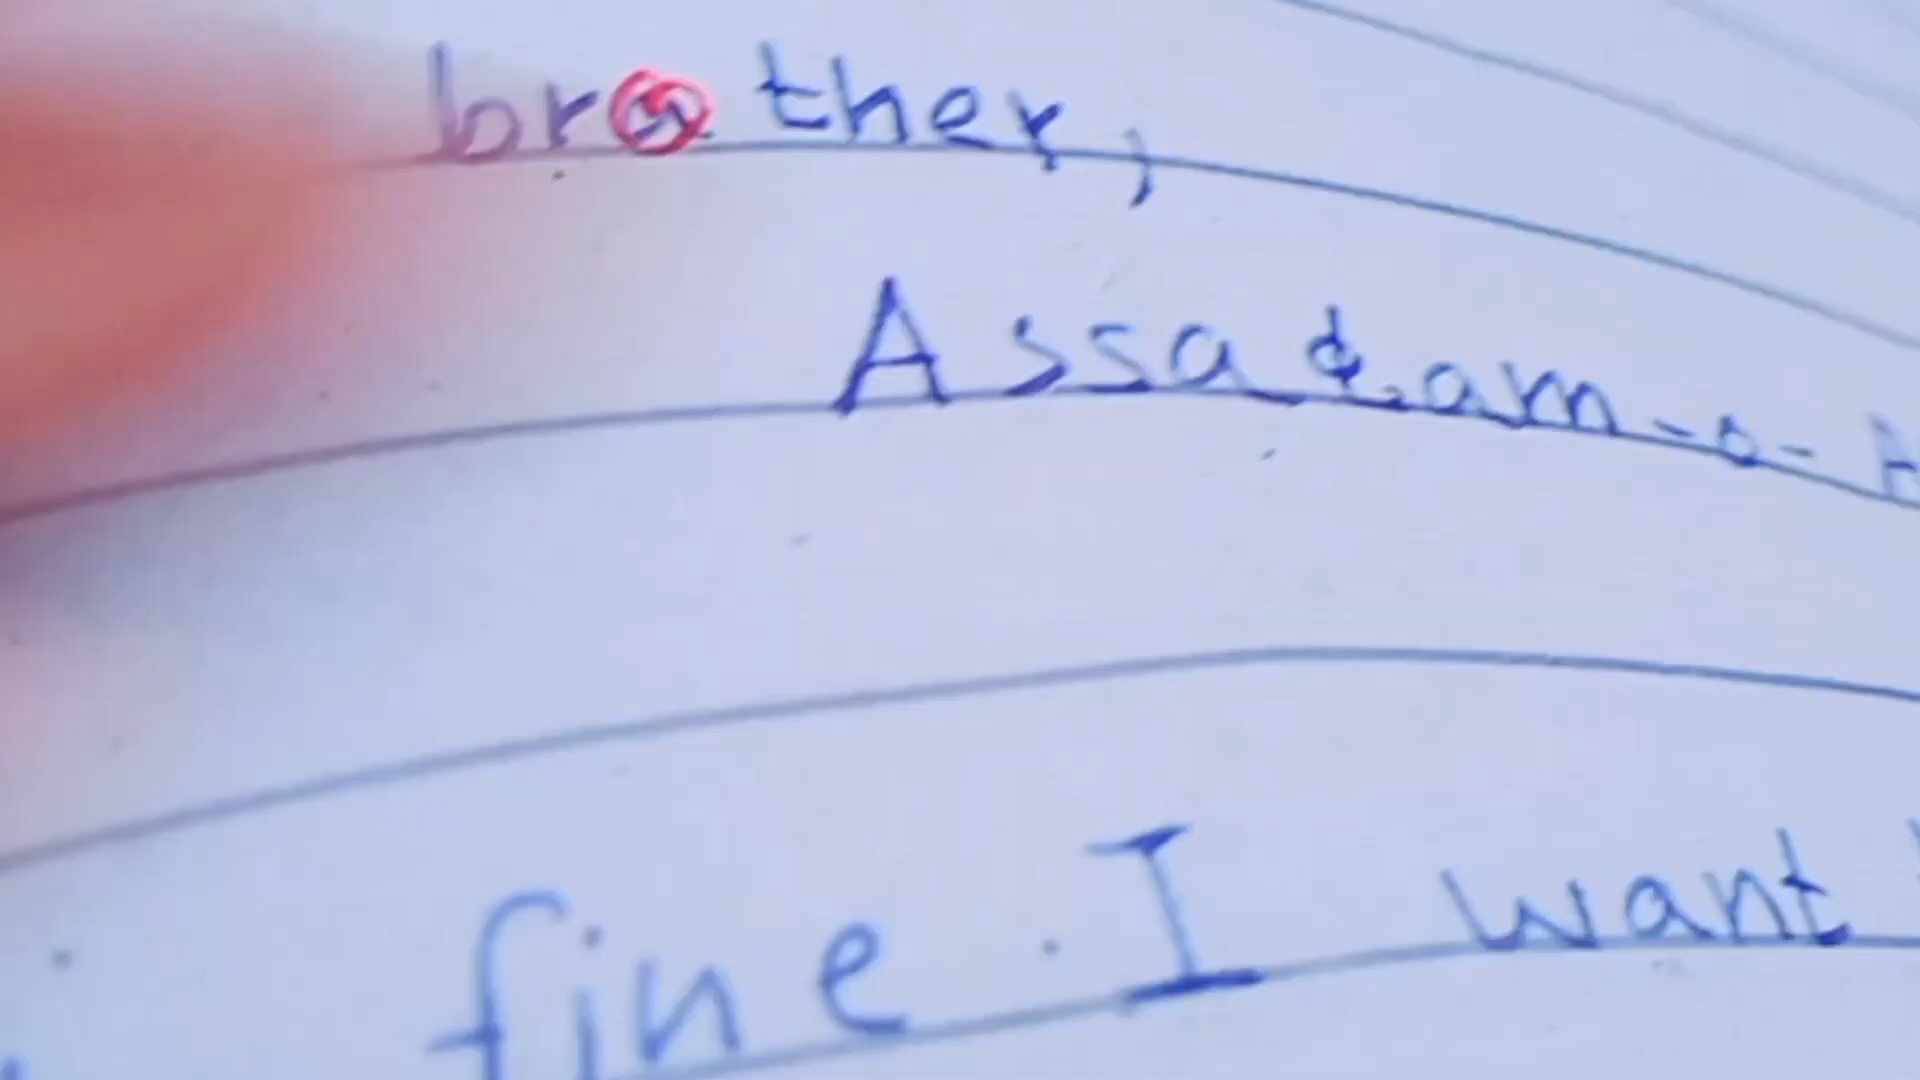 brother,
Assalam-o-A
fine. I want